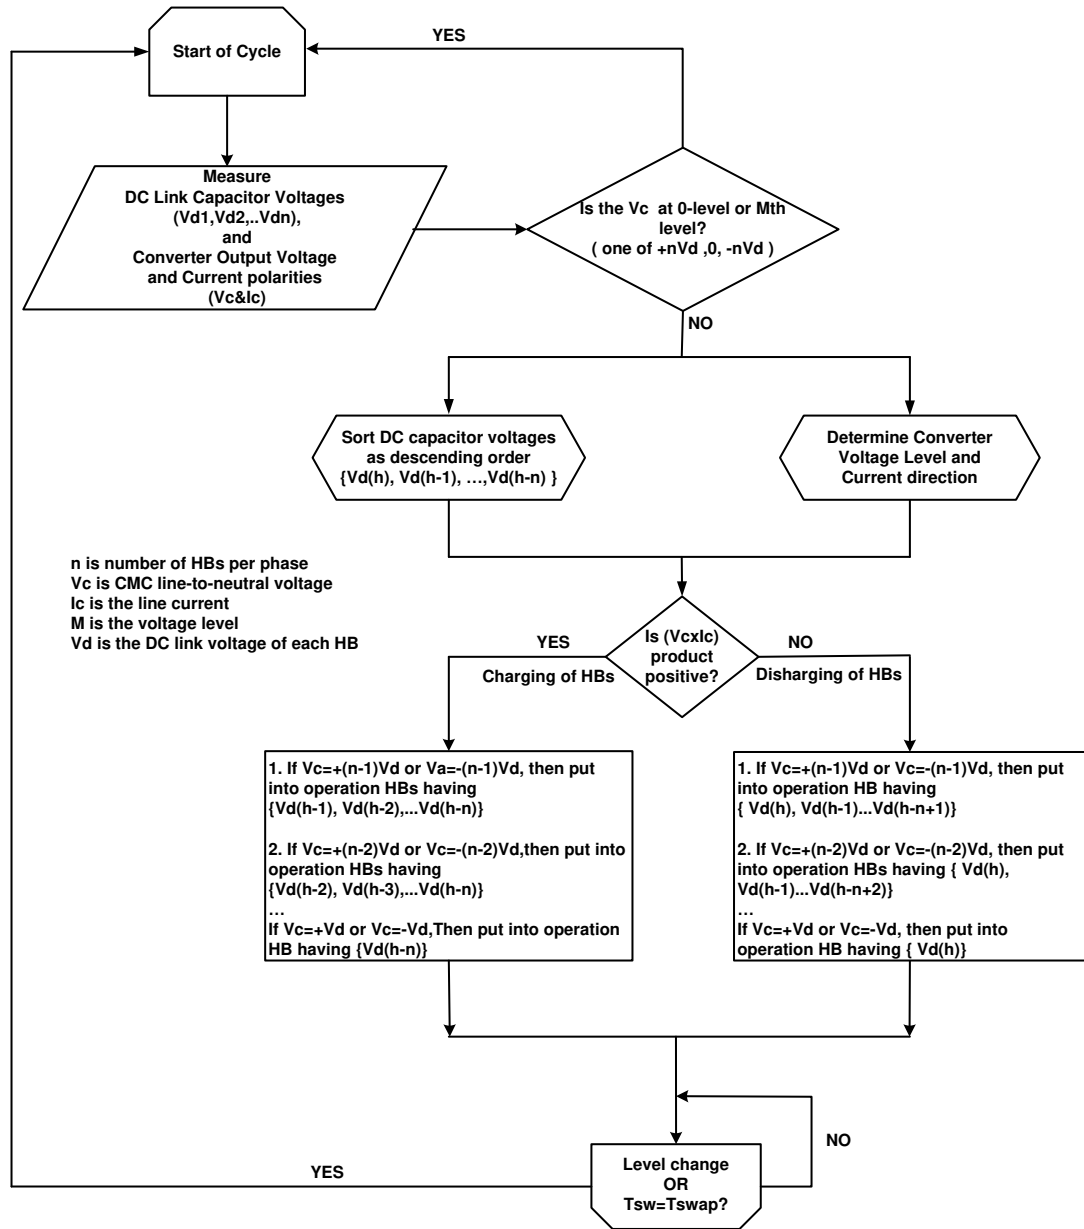 Start of Cycle
YES
Measure
DC Link Capacitor Voltages
(Vd1,Vd2,..Vdn),
and
Converter Output Voltage
and Current polarities
(Vc&Ic)
Is the Vc at 0-level or Mth
level?
( one of +nVd ,0, -nVd )
NO
Sort DC capacitor voltages
as descending order
{Vd(h), Vd(h-1), …,Vd(h-n) }
Determine Converter
Voltage Level and
Current direction
n is number of HBs per phase
Vc is CMC line-to-neutral voltage
Ic is the line current
M is the voltage level
Vd is the DC link voltage of each HB
Is (VcxIc)
product
positive?
YES
Charging of HBs
NO
Disharging of HBs
1. If Vc=+(n-1)Vd or Va=-(n-1)Vd, then put
into operation HBs having
{Vd(h-1), Vd(h-2),...Vd(h-n)}
2. If Vc=+(n-2)Vd or Vc=-(n-2)Vd,then put into
operation HBs having
{Vd(h-2), Vd(h-3),...Vd(h-n)}
…
If Vc=+Vd or Vc=-Vd,Then put into operation
HB having {Vd(h-n)}
1. If Vc=+(n-1)Vd or Vc=-(n-1)Vd, then put
into operation HB having
{ Vd(h), Vd(h-1)...Vd(h-n+1)}
2. If Vc=+(n-2)Vd or Vc=-(n-2)Vd, then put
into operation HBs having { Vd(h),
Vd(h-1)...Vd(h-n+2)}
…
If Vc=+Vd or Vc=-Vd, then put into
operation HB having { Vd(h)}
NO
Level change
OR
Tsw=Tswap?
YES